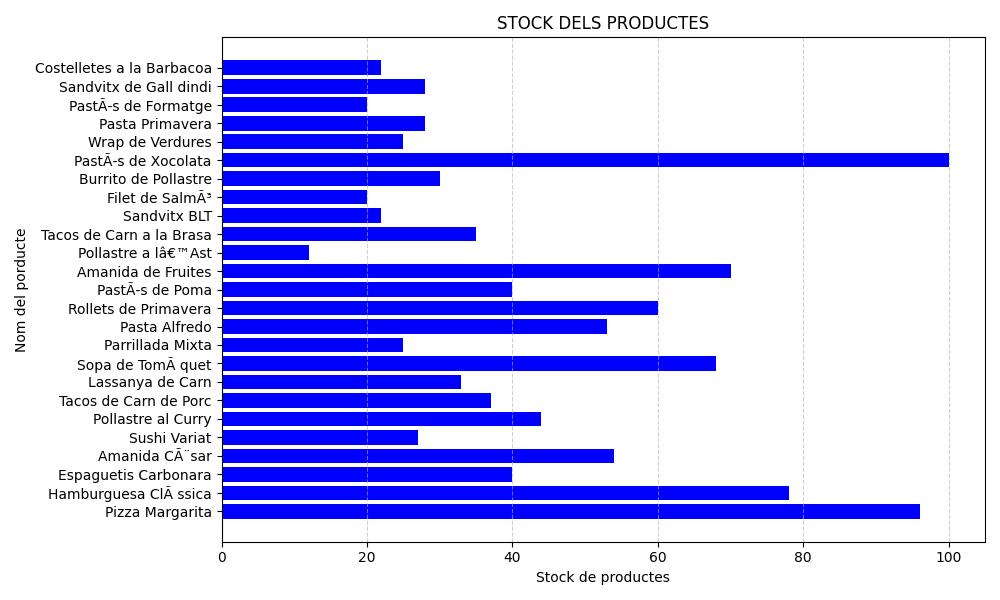 STOCK DELS PRODUCTES
Costelletes a la Barbacoa
Sandvitx de Gall dindi
PastÃ-s de Formatge
Pasta Primavera
Wrap de Verdures
PastÃ-s de Xocolata
Burrito de Pollastre
Filet de SalmÃ³
Sandvitx BLT
Tacos de Carn a la Brasa
Pollastre a lâ€™Ast
Amanida de Fruites
PastÃ-s de Poma
Rollets de Primavera
Pasta Alfredo
Parrillada Mixta
Sopa de TomÃ quet
Lassanya de Carn
Tacos de Carn de Porc
Pollastre al Curry
Sushi Variat
Amanida CÃ¨sar
Espaguetis Carbonara
Hamburguesa ClÃ ssica
Pizza Margarita
Nom del porducte
0 20 40 60 80 100
Stock de productes